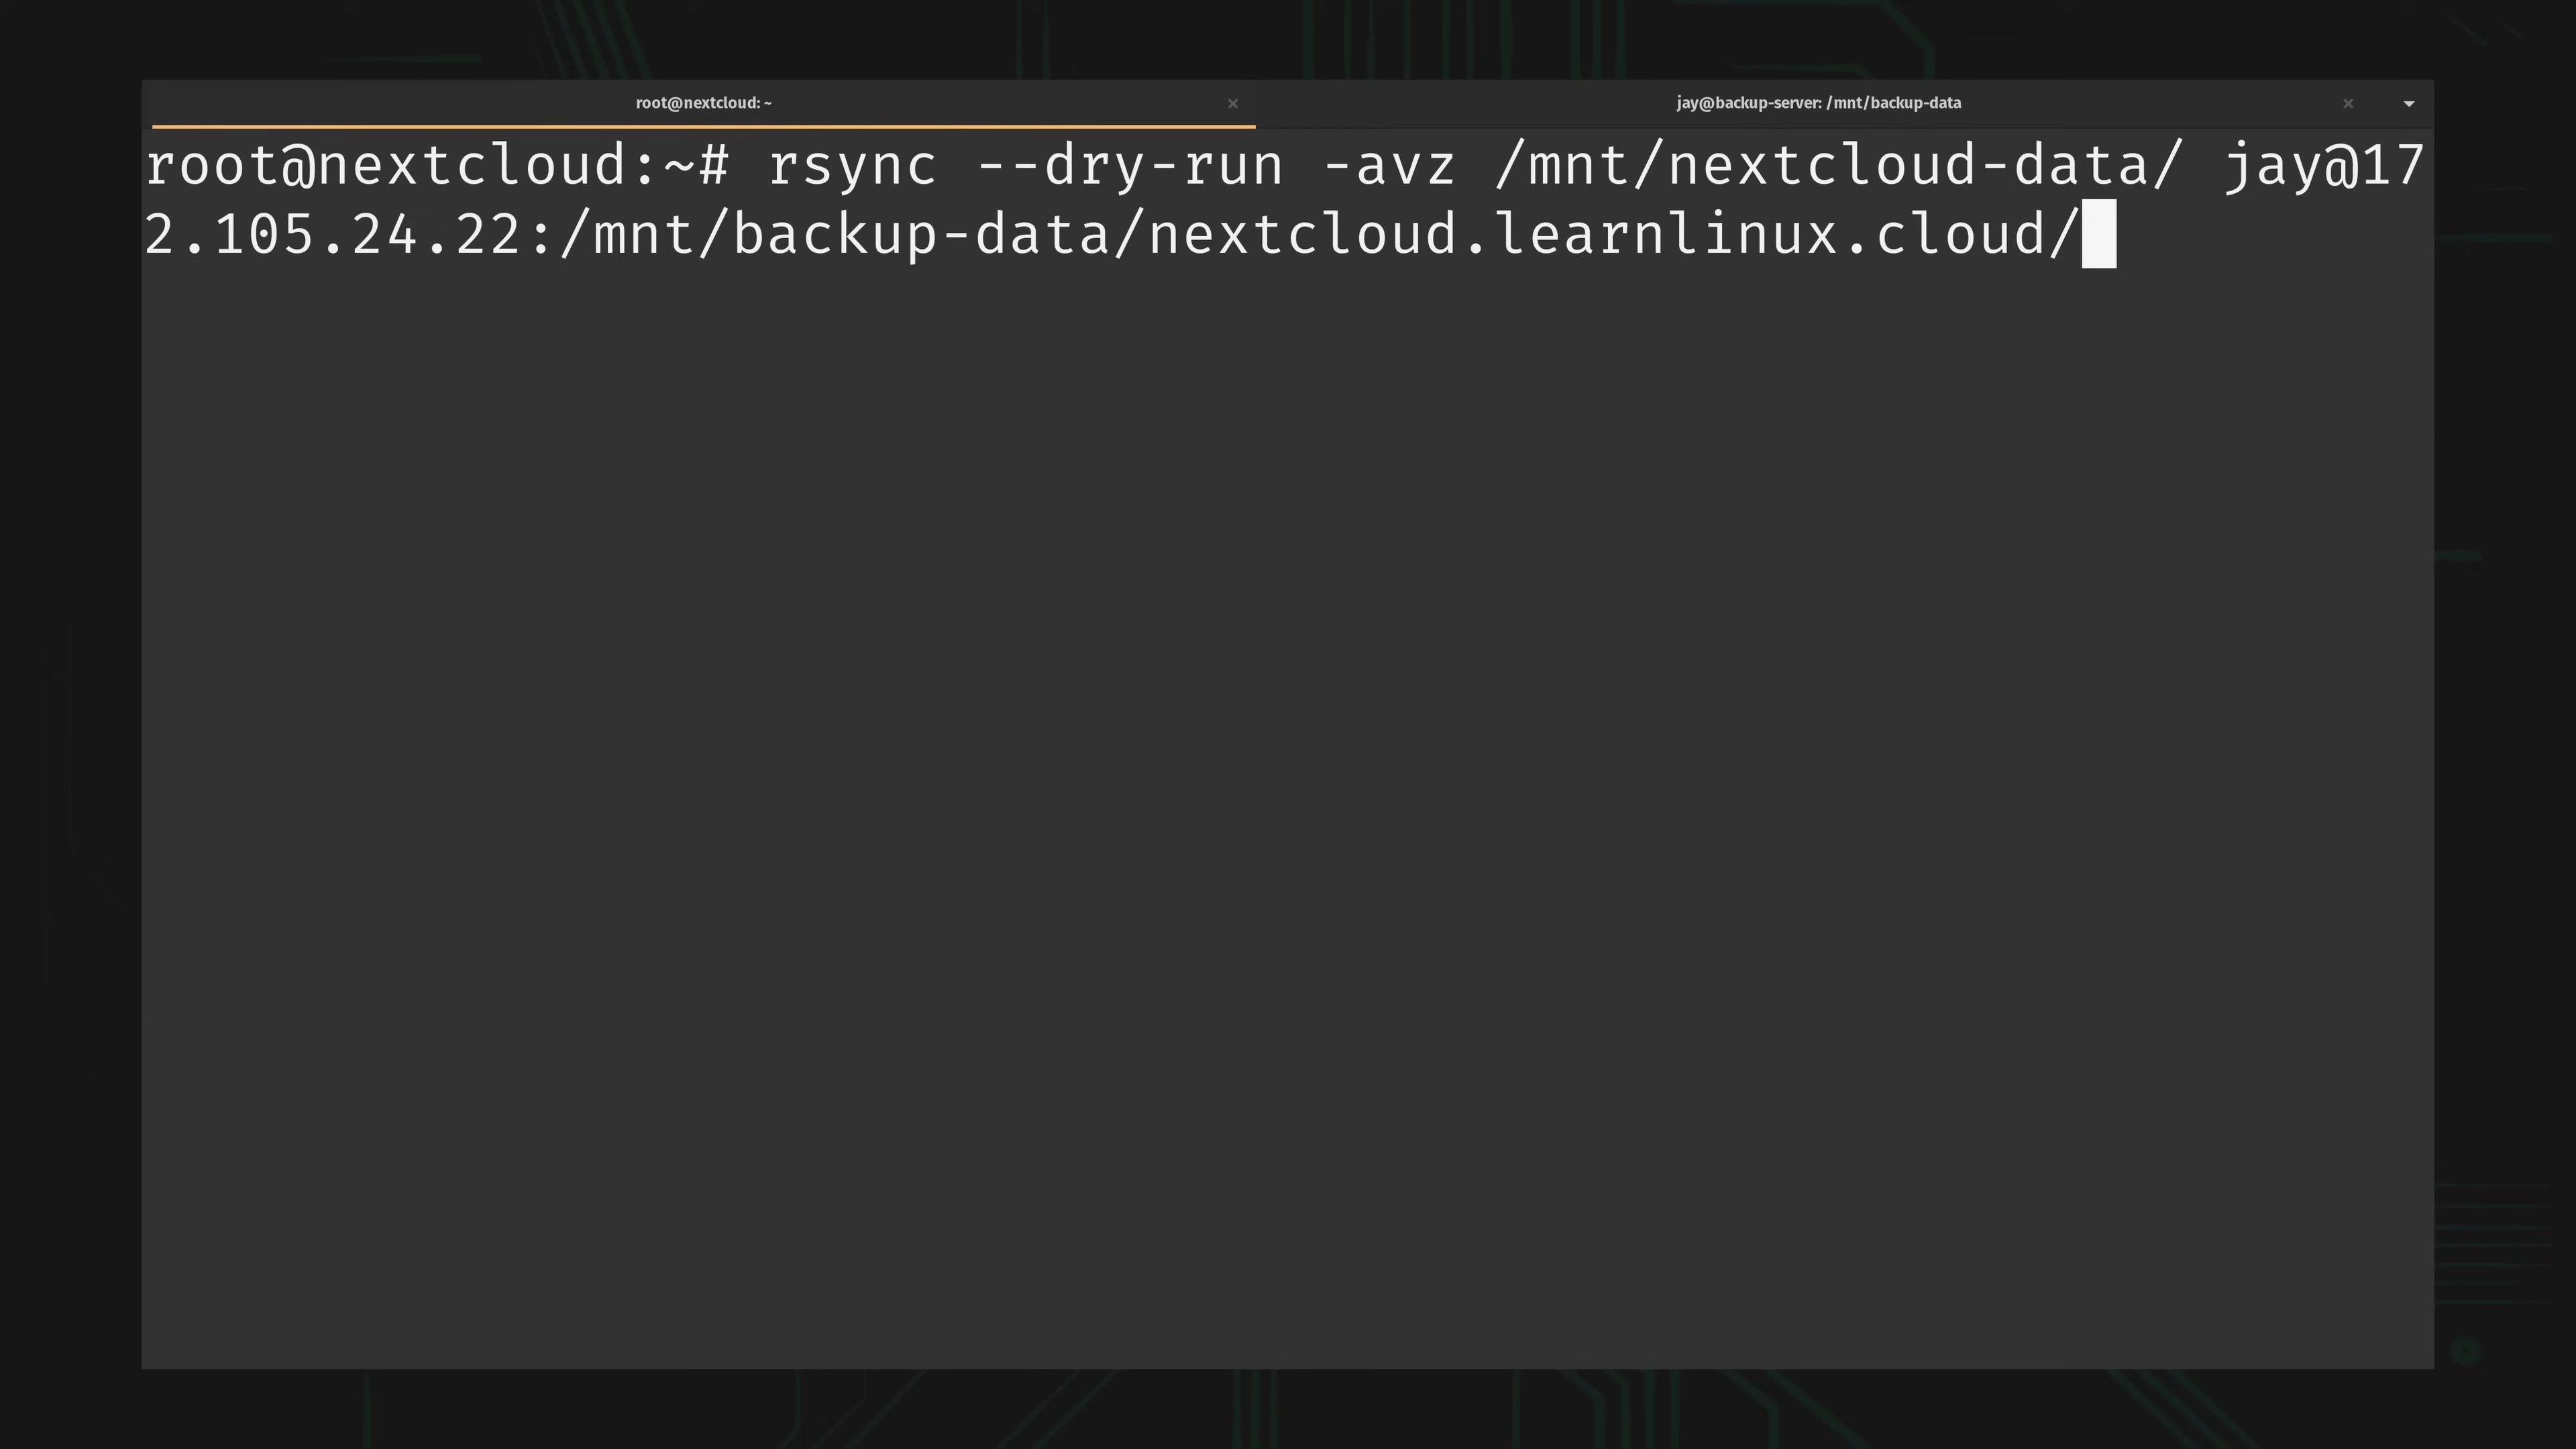 root@nextcloud: ~ × jay@backup-server: /mnt/backup-data ×
root@nextcloud:~# rsync --dry-run -avz /mnt/nextcloud-data/ jay@17
2.105.24.22:/mnt/backup-data/nextcloud.learnlinux.cloud/